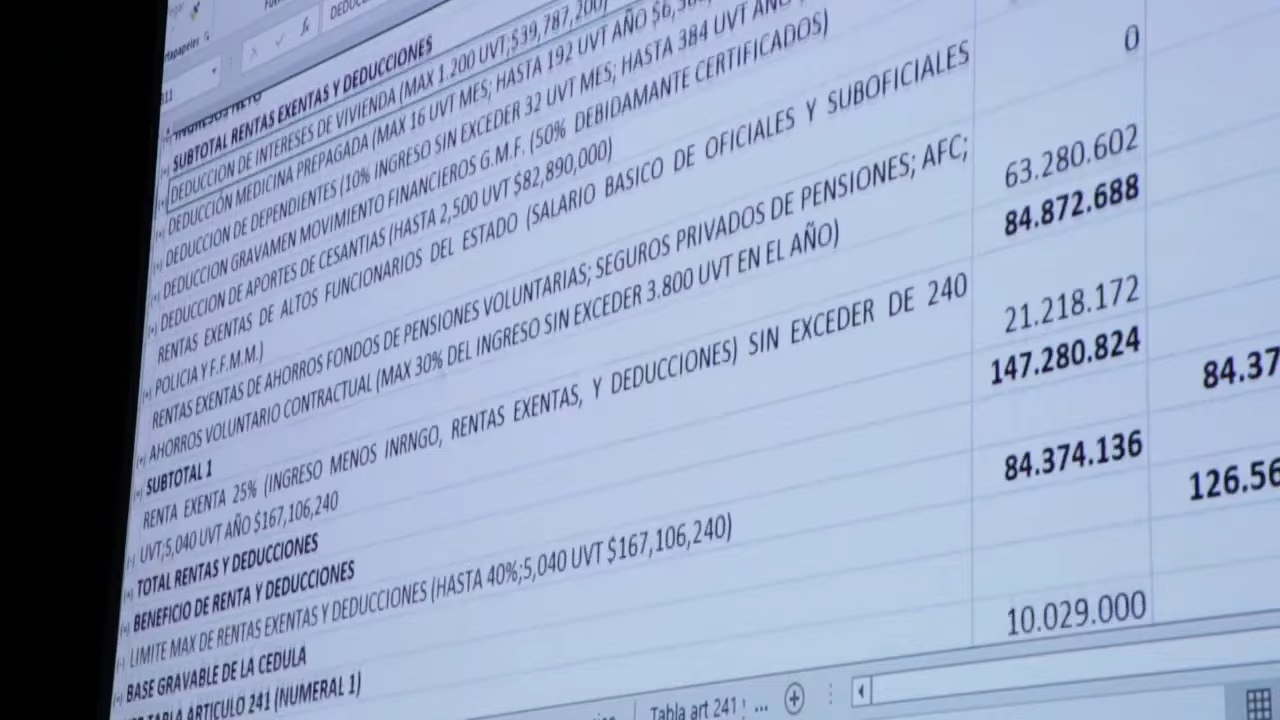 SUBTOTAL RENTAS EXENTAS Y DEDUCCIONES
DEDUCCION DE INTERESES DE VIVIENDA (MAX 1.200 UVT;$39,787,200)
DEDUCCIÓN MEDICINA PREPAGADA (MAX 16 UVT MES; HASTA 192 UVT AÑO
DEDUCCION DE DEPENDIENTES (10% INGRESO SIN EXCEDER 32 UVT MES; HASTA 384 UVT
DEDUCCION GRAVAMEN MOVIMIENTO FINANCIEROS G.M.F. (50% DEBIDAMANTE CERTIFICADOS)
DEDUCCION DE APORTES DE CESANTIAS (HASTA 2,500 UVT $82,890,000)
0
RENTAS EXENTAS DE ALTOS FUNCIONARIOS DEL ESTADO (SALARIO BASICO DE OFICIALES Y SUBOFICIALES
POLICIA Y F.F.M.M.)
RENTAS EXENTAS DE AHORROS FONDOS DE PENSIONES VOLUNTARIAS; SEGUROS PRIVADOS DE PENSIONES; AFC;
AHORROS VOLUNTARIO CONTRACTUAL (MAX 30% DEL INGRESO SIN EXCEDER 3.800 UVT EN EL AÑO)
63.280.602
SUBTOTAL 1
84.872.688
RENTA EXENTA 25% (INGRESO MENOS INRNGO, RENTAS EXENTAS, Y DEDUCCIONES) SIN EXCEDER DE 240
UVT;5,040 UVT AÑO $167,106,240
21.218.172
TOTAL RENTAS Y DEDUCCIONES
147.280.824
BENEFICIO DE RENTA Y DEDUCCIONES
84.37
LIMITE MAX DE RENTAS EXENTAS Y DEDUCCIONES (HASTA 40%;5,040 UVT $167,106,240)
84.374.136
BASE GRAVABLE DE LA CEDULA
126.56
TABLA ARTICULO 241 (NUMERAL 1)
10.029.000
Tabla art 241 ...